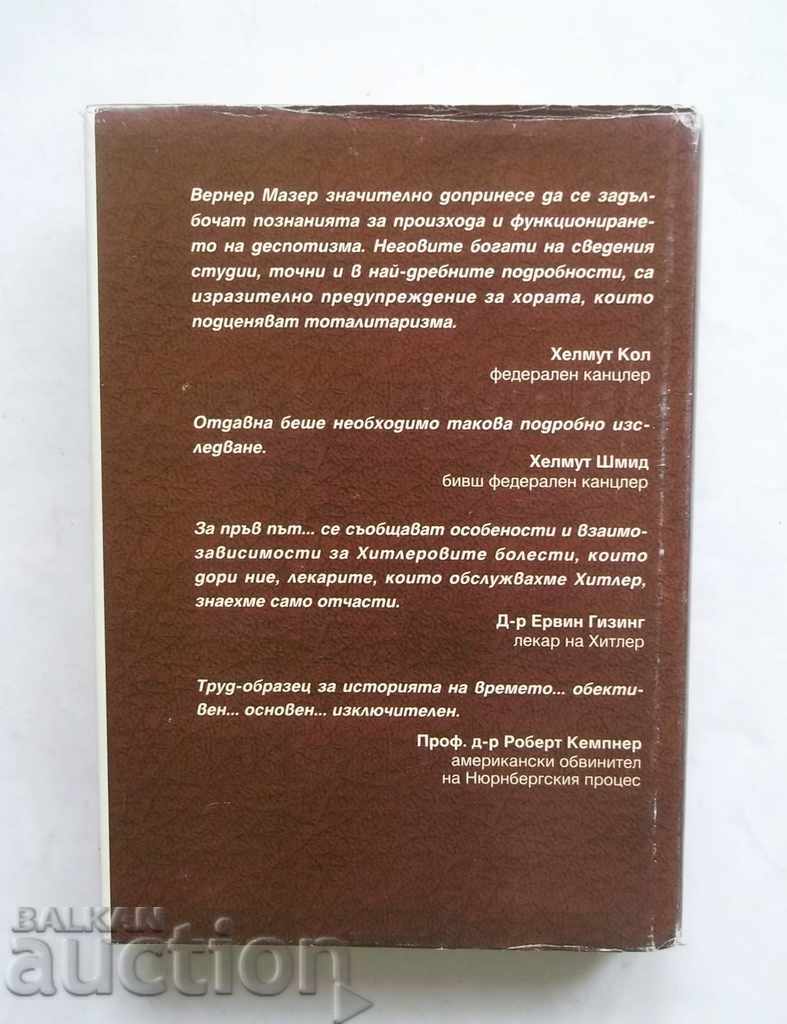 Вернер Мазер значително допринесе да се задъл-
бочат познанията за произхода и функциониране-
то на деспотизма. Неговите богати на сведения
студии, точни и в най-дребните подробности, са
изразително предупреждение за хората, които
подценяват тоталитаризма.
Хелмут Кол
федерален канцлер
Отдавна беше необходимо такова подробно изс-
ледване.
Хелмут Шмид
бивш федерален канцлер
За пръв път... се съобщават особености и взаимо-
зависимости за Хитлеровите болести, които
дори ние, лекарите, които обслужвахме Хитлер,
знаехме само отчасти.
Д-р Ервин Гизинг
лекар на Хитлер
Труд-образец за историята на времето... обекти-
вен... основен... изключителен.
Проф. д-р Роберт Кемпнер
американски обвинител
на Нюрнбергския процес
BALKAN
auction